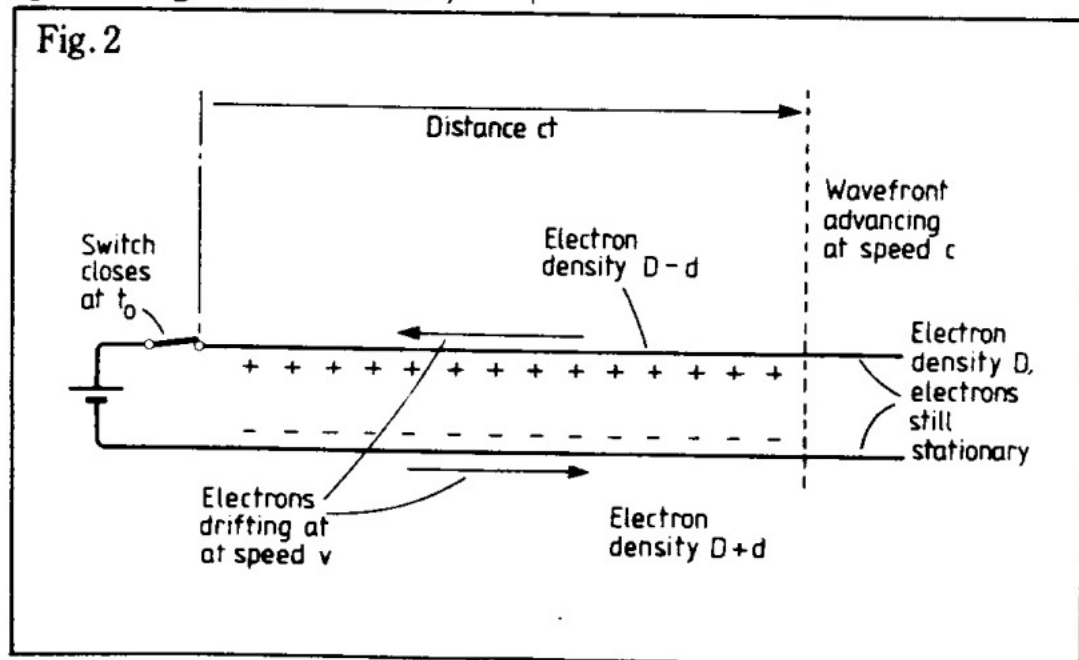 Fig. 2
Distance ct
Wavefront
advancing
at speed c
Switch
closes
at t₀
Electron
density D-d
+ + + + + + + + + + + + +
Electron
density D,
electrons
still
stationary
- - - - - - - - - - - - -
Electrons
drifting at
at speed v
Electron
density D+d